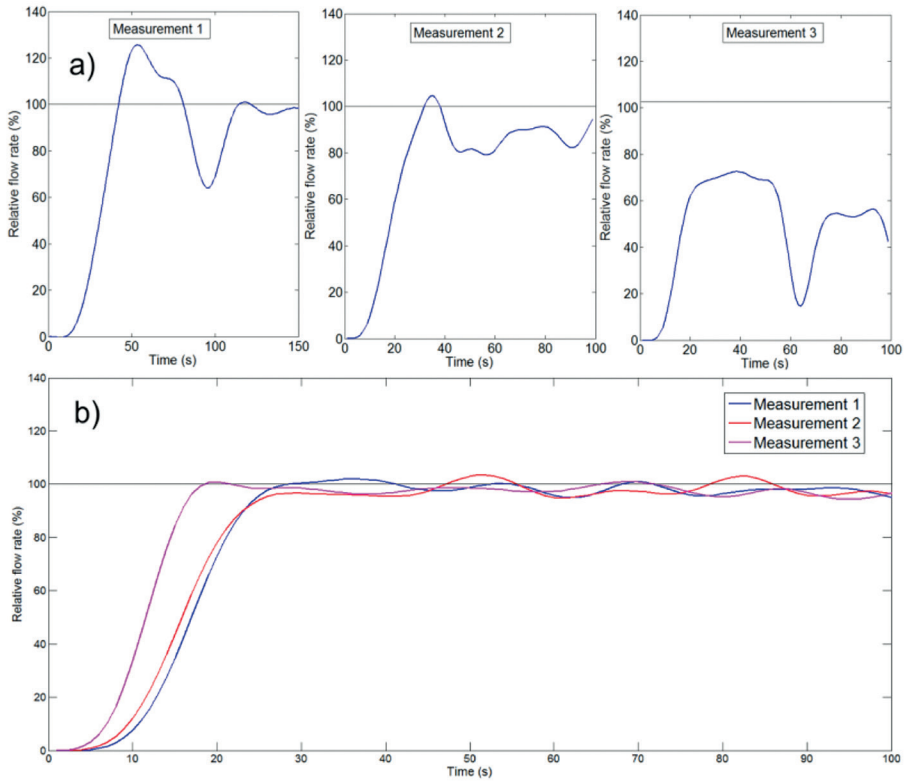 a)
Measurement 1
Relative flow rate (%)
140
120
100
80
60
40
20
0
0 50 100 150
Time (s)
Measurement 2
Relative flow rate (%)
140
120
100
80
60
40
20
0
0 20 40 60 80 100
Time (s)
Measurement 3
Relative flow rate (%)
140
120
100
80
60
40
20
0
0 20 40 60 80 100
Time (s)
b)
Measurement 1
Measurement 2
Measurement 3
Relative flow rate (%)
140
120
100
80
60
40
20
0
0 10 20 30 40 50 60 70 80 90 100
Time (s)